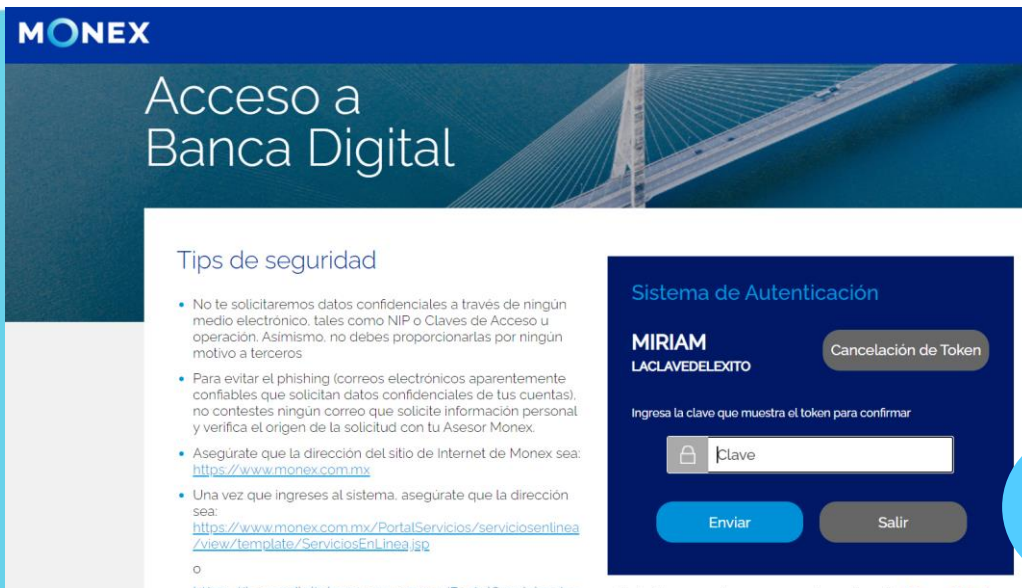 MONEX
Acceso a
Banca Digital
Tips de seguridad
No te solicitaremos datos confidenciales a través de ningún
medio electrónico, tales como NIP o Claves de Acceso u
operación. Asimismo, no debes proporcionarlas por ningún
motivo a terceros
Para evitar el phishing (correos electrónicos aparentemente
confiables que solicitan datos confidenciales de tus cuentas),
no contestes ningún correo que solicite información personal
y verifica el origen de la solicitud con tu Asesor Monex.
Asegúrate que la dirección del sitio de Internet de Monex sea:
https://www.monex.com.mx
Una vez que ingreses al sistema, asegúrate que la dirección
sea:
https://www.monex.com.mx/PortalServicios/serviciosenlinea
/view/template/ServiciosEnLinea.jsp
o
Sistema de Autenticación
MIRIAM
LACLAVEDELEXITO
Cancelación de Token
Ingresa la clave que muestra el token para confirmar
Clave
Enviar
Salir